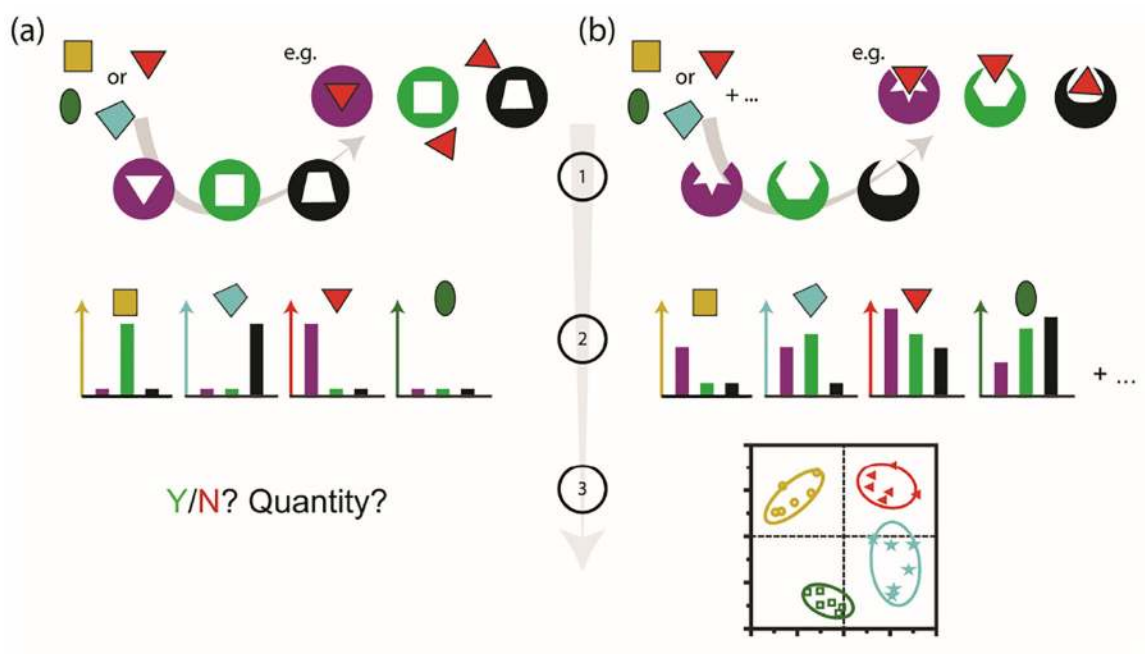 (a)
or
e.g.
(b)
or
+ ...
e.g.
1
2
+ ...
3
Y/N? Quantity?